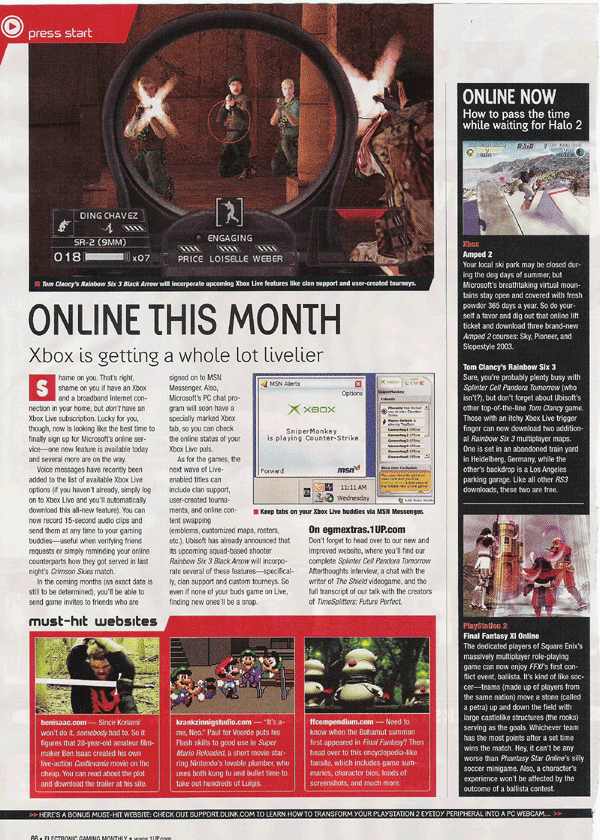 press start
DING CHAVEZ
SR-2 (9MM)
018
x07
ENGAGING
PRICE LOISELLE WEBER
Tom Clancy's Rainbow Six 3 Black Arrow will incorporate upcoming Xbox Live features like clan support and user-created tourneys.
ONLINE THIS MONTH
Xbox is getting a whole lot livelier
Shame on you. That's right,
shame on you if you have an Xbox
and a broadband Internet con-
nection in your home, but don't have an
Xbox Live subscription. Lucky for you,
though, now is looking like the best time to
finally sign up for Microsoft's online ser-
vice—one new feature is available today
and several more are on the way.
Voice messages have recently been
added to the list of available Xbox Live
options (if you haven't already, simply log
on to Xbox Live and you'll automatically
download this all-new feature). You can
now record 15-second audio clips and
send them at any time to your gaming
buddies—useful when verifying friend
requests or simply reminding your online
counterparts how they got served in last
night's Crimson Skies match.
In the coming months (an exact date is
still to be determined), you'll be able to
send game invites to friends who are
signed on to MSN
Messenger. Also,
Microsoft's PC chat pro-
gram will soon have a
specially marked Xbox
tab, so you can check
the online status of your
Xbox Live pals.
As for the games, the
next wave of Live-
enabled titles can
include clan support,
user-created tourna-
ments, and online con-
tent swapping
(emblems, customized maps, rosters,
etc.). Ubisoft has already announced that
its upcoming squad-based shooter
Rainbow Six 3 Black Arrow will incorpo-
rate several of these features—specifical-
ly, clan support and custom tourneys. So
even if none of your buds game on Live,
finding new ones'll be a snap.
MSN Alerts
Options
XBOX
SniperMonkey
is playing Counter-Strike
Forward
msn
11:11 AM
Wednesday
XBOX LIVE
Keep tabs on your Xbox Live buddies via MSN Messenger.
On egmextras.1UP.com
Don't forget to head over to our new and
improved website, where you'll find our
complete Splinter Cell Pandora Tomorrow
Afterthoughts interview, a chat with the
writer of The Shield videogame, and the
full transcript of our talk with the creators
of TimeSplitters: Future Perfect.
must-hit websites
benisaac.com — Since Konami
won't do it, somebody had to. So it
figures that 28-year-old amateur film-
maker Ben Isaac created his own
live-action Castlevania movie on the
cheap. You can read about the plot
and download the trailer at his site.
krankzinnigstudio.com — "It's-a-
me, Neo." Paul ter Voorde puts his
Flash skills to good use in Super
Mario Reloaded, a short movie star-
ring Nintendo's lovable plumber, who
uses both kung fu and bullet time to
take out hundreds of Luigis.
ffcompendium.com — Need to
know when the Bahamut summon
first appeared in Final Fantasy? Then
head over to this encyclopedia-like
fansite, which includes game sum-
maries, character bios, loads of
screenshots, and much more.
ONLINE NOW
How to pass the time
while waiting for Halo 2
Xbox
Amped 2
Your local ski park may be closed dur-
ing the dog days of summer, but
Microsoft's breathtaking virtual moun-
tains stay open and covered with fresh
powder 365 days a year. So do your-
self a favor and dig out that online lift
ticket and download three brand-new
Amped 2 courses: Sky, Pioneer, and
Slopestyle 2003.
Tom Clancy's Rainbow Six 3
Sure, you're probably plenty busy with
Splinter Cell Pandora Tomorrow (who
isn't?), but don't forget about Ubisoft's
other top-of-the-line Tom Clancy game.
Those with an itchy Xbox Live trigger
finger can now download two addition-
al Rainbow Six 3 multiplayer maps.
One is set in an abandoned train yard
in Heidelberg, Germany, while the
other's backdrop is a Los Angeles
parking garage. Like all other RS3
downloads, these two are free.
PlayStation 2
Final Fantasy XI Online
The dedicated players of Square Enix's
massively multiplayer role-playing
game can now enjoy FFXI's first con-
flict event, ballista. It's kind of like soc-
cer—teams (made up of players from
the same nation) move a stone (called
a petra) up and down the field with
large castlelike structures (the rooks)
serving as the goals. Whichever team
has the most points after a set time
wins the match. Hey, it can't be any
worse than Phantasy Star Online's silly
soccer minigame. Also, a character's
experience won't be affected by the
outcome of a ballista contest.
>> HERE'S A BONUS MUST-HIT WEBSITE: CHECK OUT SUPPORT.DLINK.COM TO LEARN HOW TO TRANSFORM YOUR PLAYSTATION 2 EYETOY PERIPHERAL INTO A PC WEBCAM... >>
66 • ELECTRONIC GAMING MONTHLY • www.1UP.com